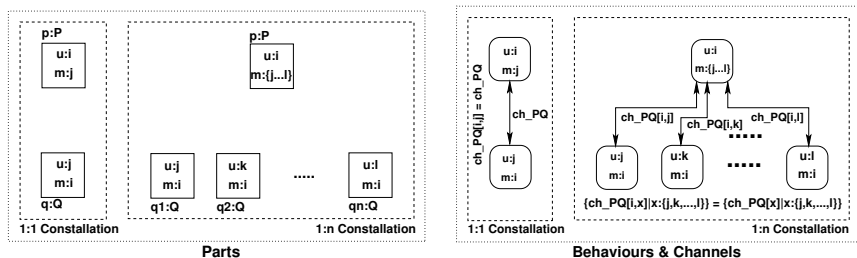 p:P
u:i
m:j
u:j
m:i
q:Q
1:1 Constallation
p:P
u:i
m:{j...l}
u:j
m:i
q1:Q
u:k
m:i
q2:Q
.....
u:l
m:i
qn:Q
1:n Constallation
Parts
u:i
m:j
ch_PQ[i,j] = ch_PQ
ch_PQ
u:j
m:i
1:1 Constallation
u:i
m:{j...l}
ch_PQ[i,j]
ch_PQ[i,k]
ch_PQ[i,l]
.....
u:j
m:i
u:k
m:i
.....
u:l
m:i
{ch_PQ[i,x]|x:{j,k,...,l}} = {ch_PQ[x]|x:{j,k,...,l}}
1:n Constallation
Behaviours & Channels